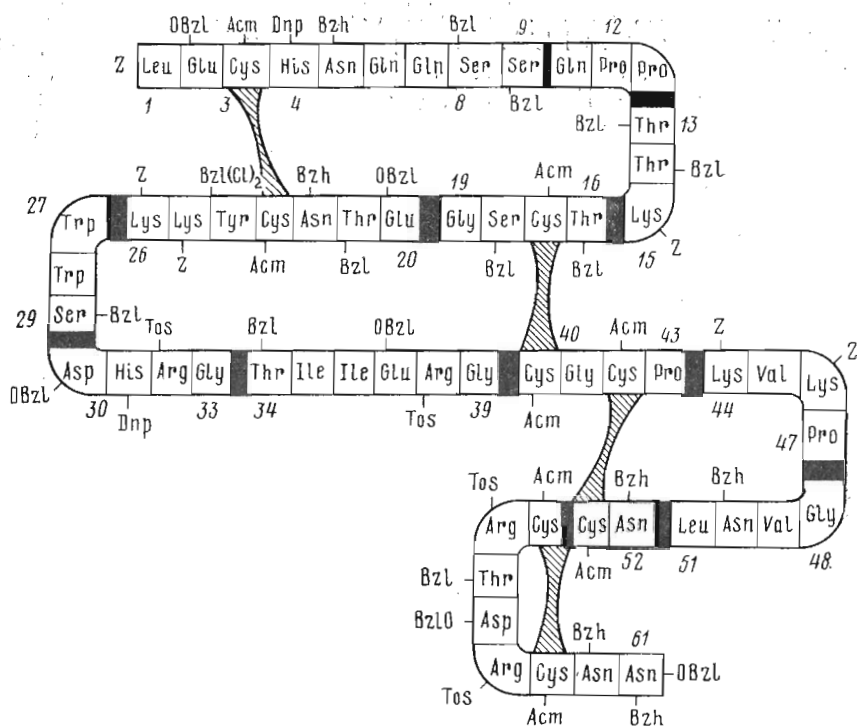 OBzl Acm Dnp Bzh Bzl 9 12
Z Leu Glu Cys His Asn Gln Gln Ser Ser Gln Pro Pro
1 3 4 8 Bzl
Bzl Thr 13
Thr Bzl
Z Bzl(Cl)2 Bzh OBzl 19 Acm 16
27 Trp Lys Lys Tyr Cys Asn Thr Glu Gly Ser Cys Thr Lys
26 Z Acm Bzl 20 Bzl Bzl 15 Z
Trp
29 Ser Bzl
Tos Bzl OBzl 40 Acm 43 Z Z
Asp His Arg Gly Thr Ile Ile Glu Arg Gly Cys Gly Cys Pro Lys Val Lys
OBzl 30 Dnp 33 34 Tos 39 Acm 44
47 Pro
Tos Acm Bzh Bzh
Arg Cys Cys Asn Leu Asn Val Gly
Acm 52 51 48
Bzl Thr
BzlO Asp
Bzh 61
Arg Cys Asn Asn OBzl
Tos Acm Bzh